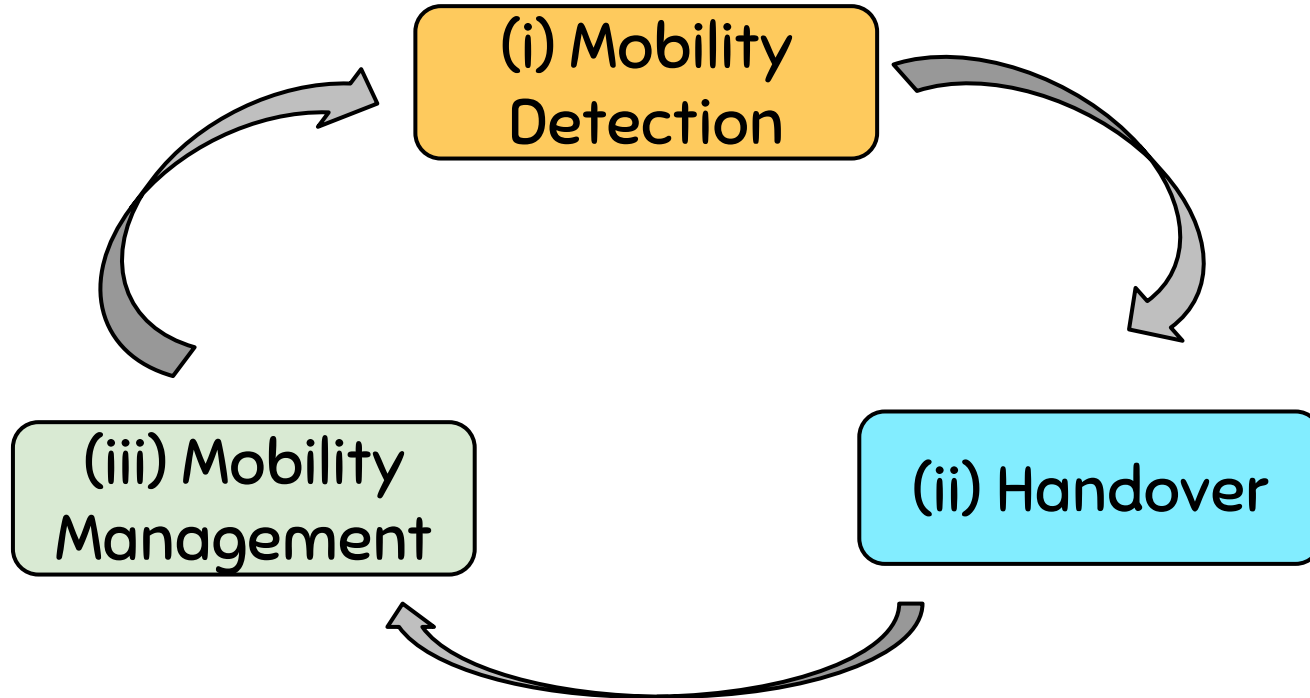 (i) Mobility
Detection
(ii) Handover
(iii) Mobility
Management